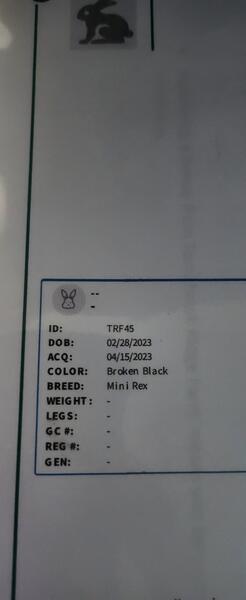 --
-
ID: TRF45
DOB: 02/28/2023
ACQ: 04/15/2023
COLOR: Broken Black
BREED: Mini Rex
WEIGHT: -
LEGS: -
GC #: -
REG #: -
GEN: -